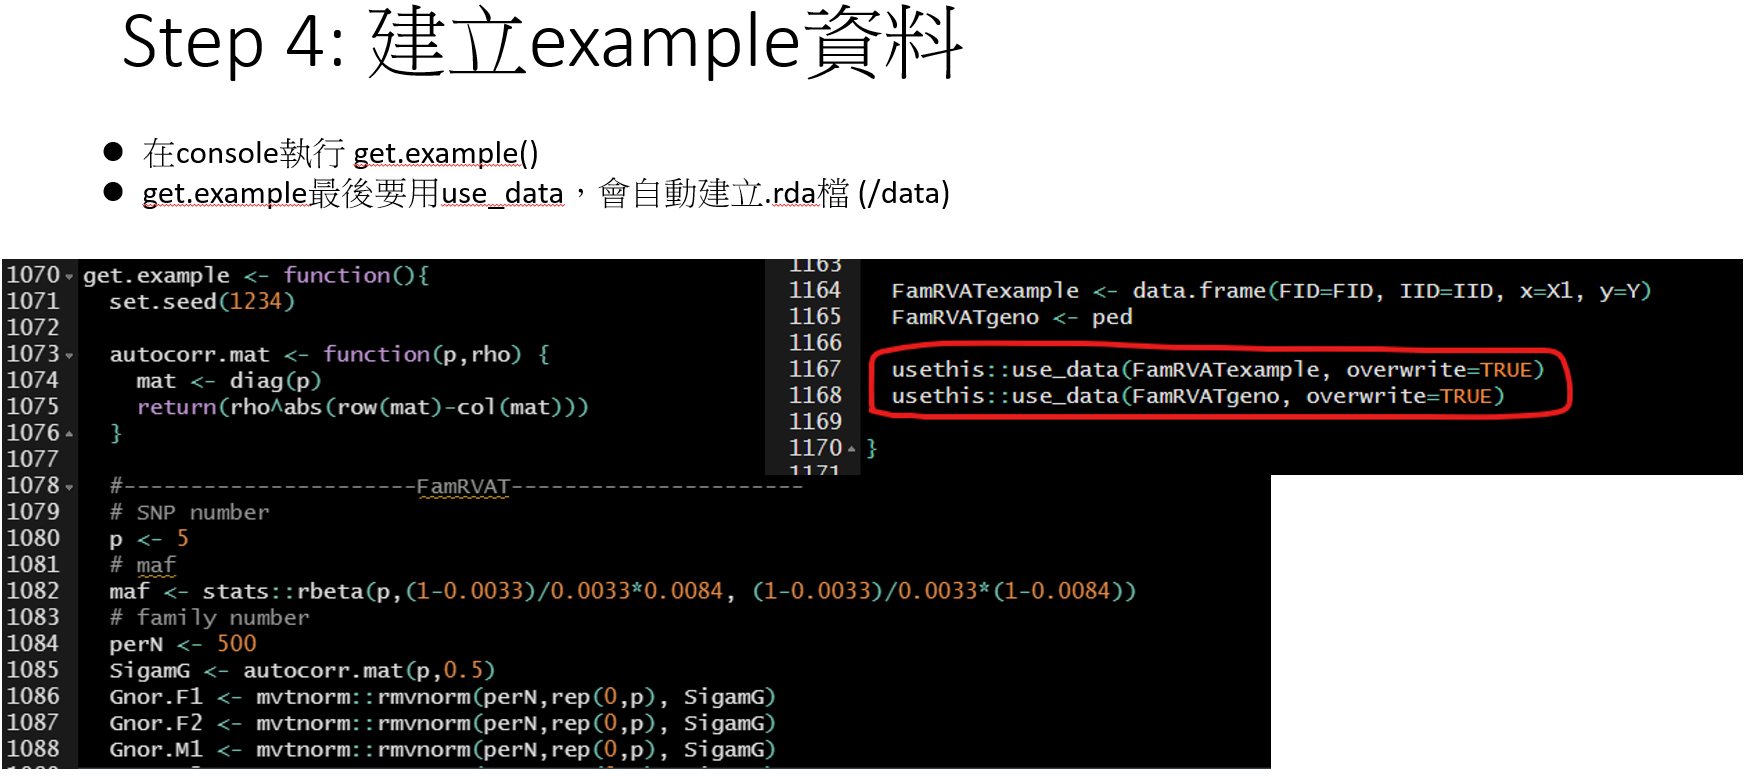 Step 4: 建立example資料
● 在console執行 get.example()
● get.example最後要用use_data，會自動建立.rda檔 (/data)
1070 get.example <- function(){
1071   set.seed(1234)
1072
1073   autocorr.mat <- function(p,rho) {
1074     mat <- diag(p)
1075     return(rho^abs(row(mat)-col(mat)))
1076   }
1077
1078   #----------------------FamRVAT----------------------
1079   # SNP number
1080   p <- 5
1081   # maf
1082   maf <- stats::rbeta(p,(1-0.0033)/0.0033*0.0084, (1-0.0033)/0.0033*(1-0.0084))
1083   # family number
1084   perN <- 500
1085   SigamG <- autocorr.mat(p,0.5)
1086   Gnor.F1 <- mvtnorm::rmvnorm(perN,rep(0,p), SigamG)
1087   Gnor.F2 <- mvtnorm::rmvnorm(perN,rep(0,p), SigamG)
1088   Gnor.M1 <- mvtnorm::rmvnorm(perN,rep(0,p), SigamG)
1163
1164   FamRVATexample <- data.frame(FID=FID, IID=IID, x=X1, y=Y)
1165   FamRVATgeno <- ped
1166
1167   usethis::use_data(FamRVATexample, overwrite=TRUE)
1168   usethis::use_data(FamRVATgeno, overwrite=TRUE)
1169
1170 }
1171